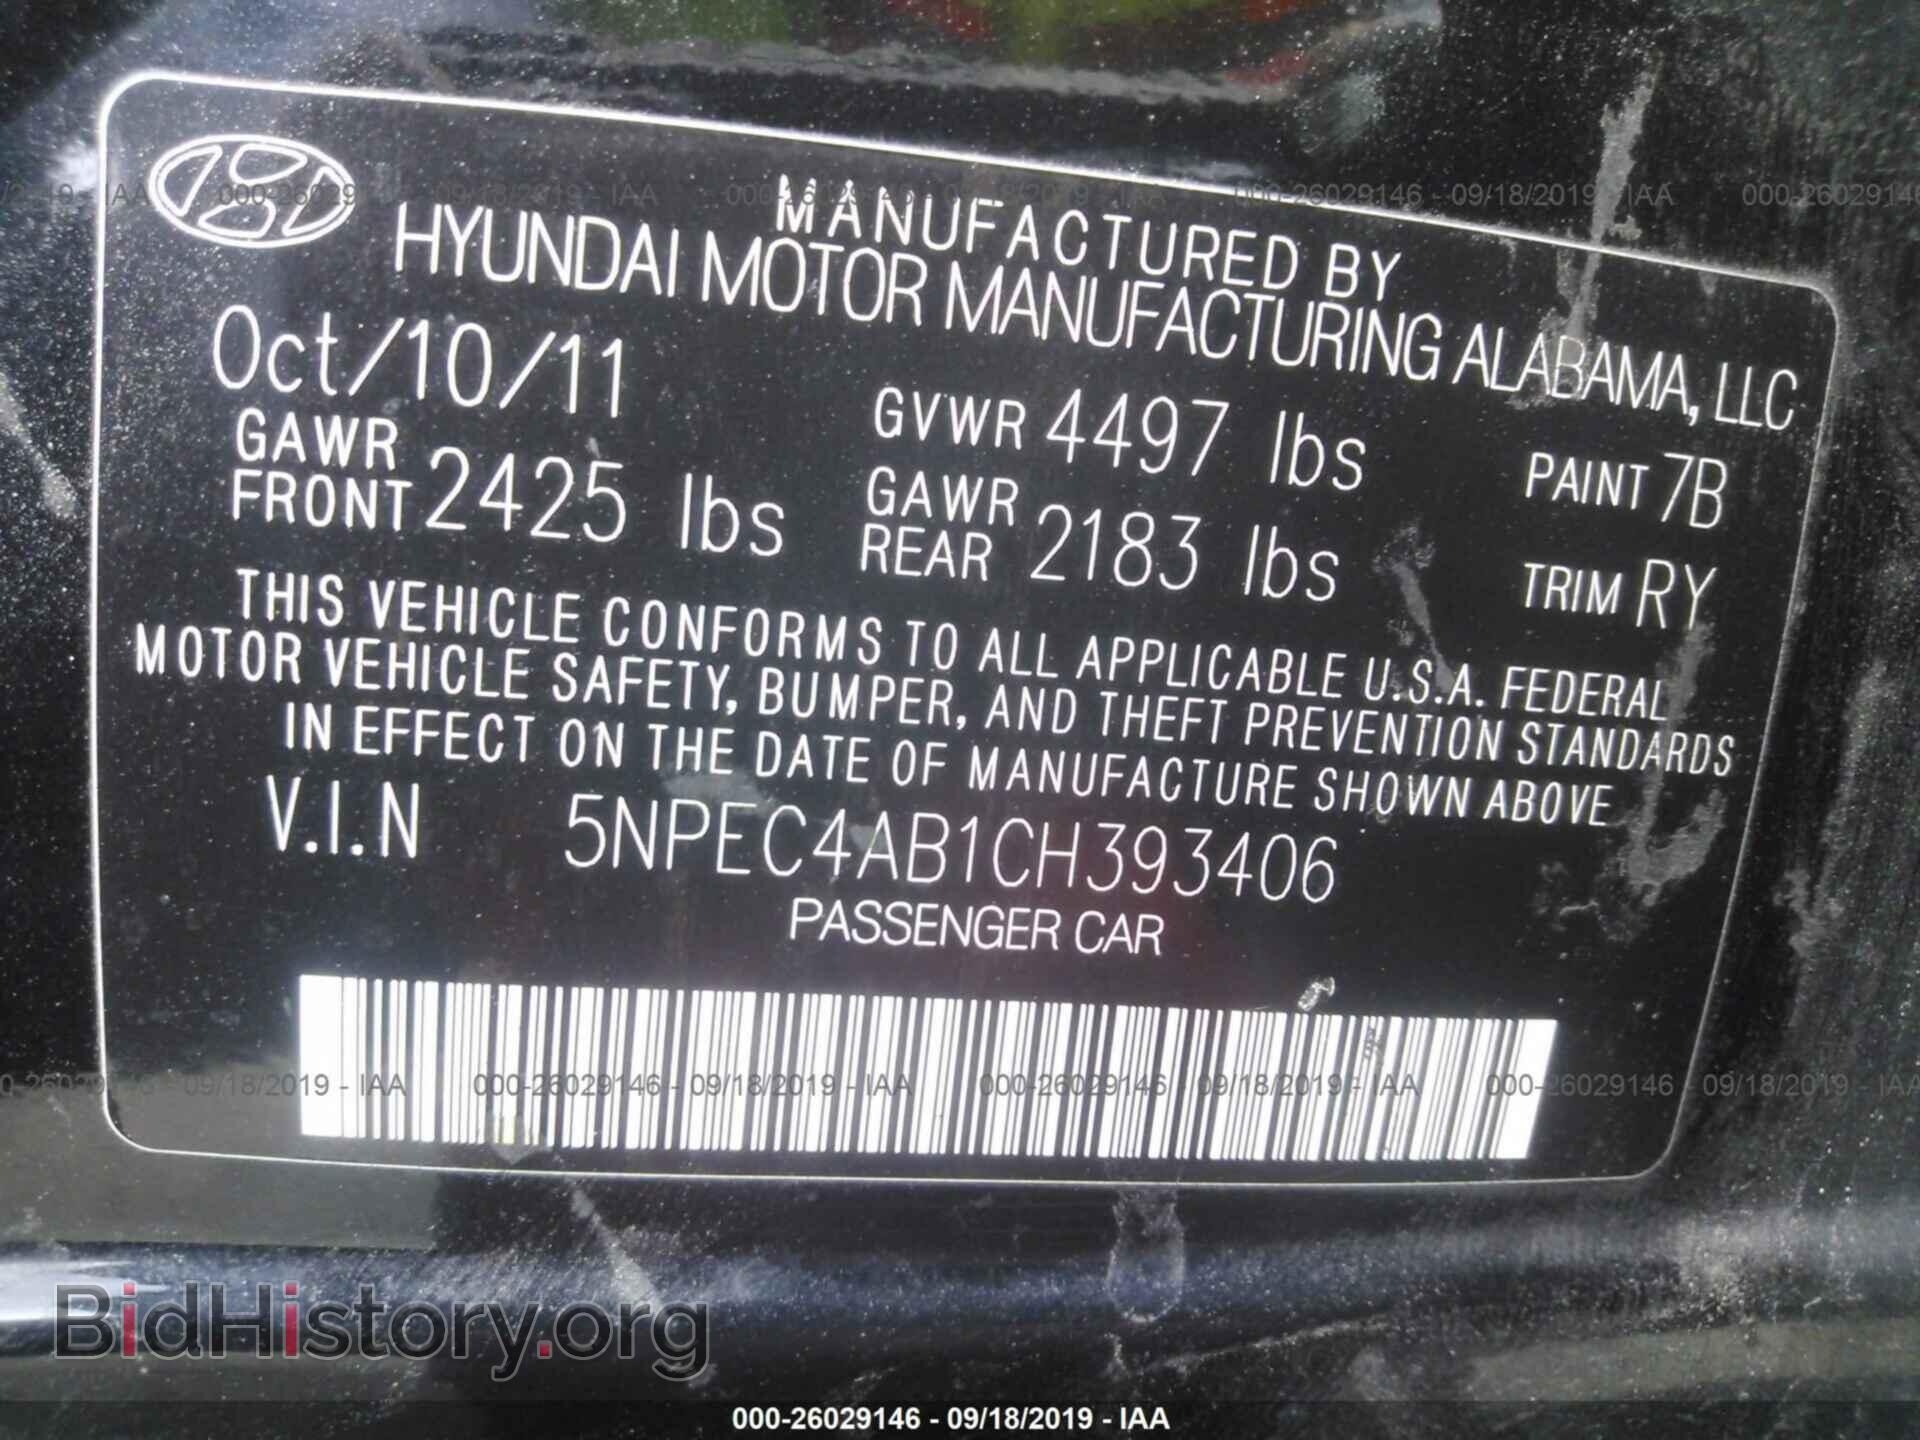 MANUFACTURED BY
HYUNDAI MOTOR MANUFACTURING ALABAMA, LLC
Oct/10/11
GVWR 4497 lbs
PAINT 7B
GAWR FRONT 2425 lbs
GAWR REAR 2183 lbs
TRIM RY
THIS VEHICLE CONFORMS TO ALL APPLICABLE U.S.A. FEDERAL
MOTOR VEHICLE SAFETY, BUMPER, AND THEFT PREVENTION STANDARDS
IN EFFECT ON THE DATE OF MANUFACTURE SHOWN ABOVE
V.I.N 5NPEC4AB1CH393406
PASSENGER CAR
000-26029146 - 09/18/2019 - IAA 000-26029146 - 09/18/2019 - IAA 000-26029146 - 09/18/2019 - IAA
BidHistory.org
000-26029146 - 09/18/2019 - IAA